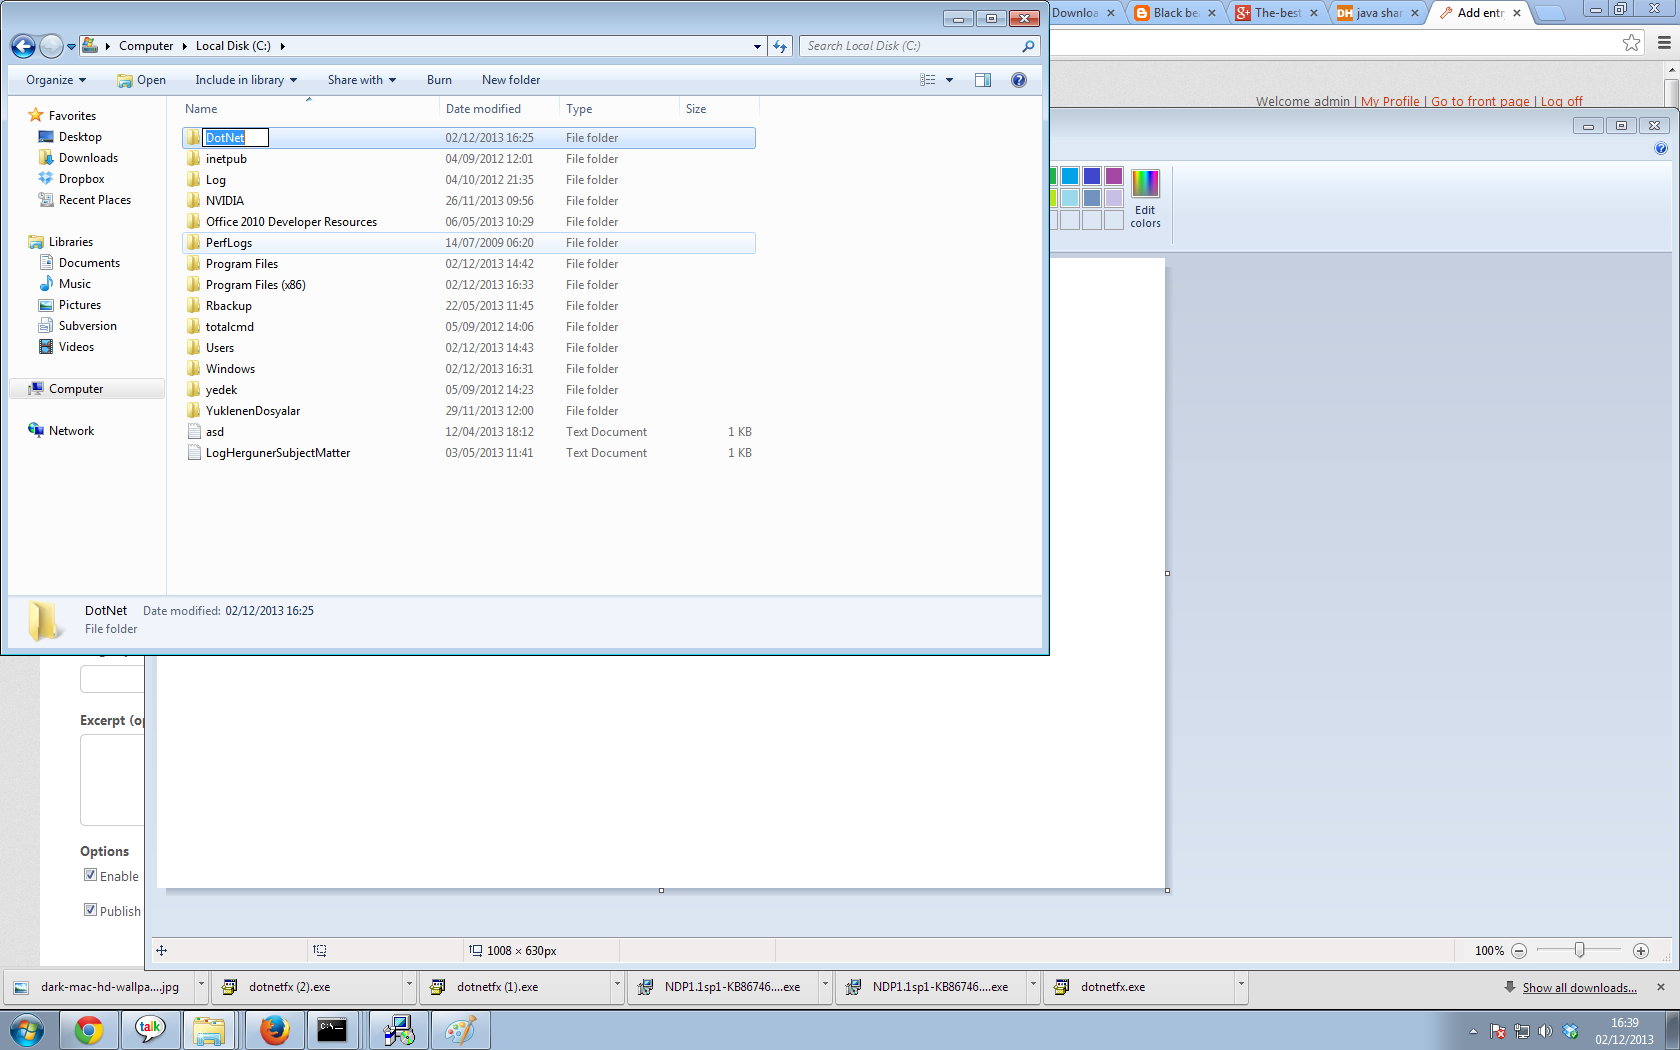 Downloa
Black be
The-best
DH java shar
Add entr
Computer Local Disk (C:)
Search Local Disk (C:)
Organize Open Include in library Share with Burn New folder
Welcome admin | My Profile | Go to front page | Log off
Name Date modified Type Size
Favorites
Desktop
Downloads
Dropbox
Recent Places
Libraries
Documents
Music
Pictures
Subversion
Videos
Computer
Network
DotNet 02/12/2013 16:25 File folder
inetpub 04/09/2012 12:01 File folder
Log 04/10/2012 21:35 File folder
NVIDIA 26/11/2013 09:56 File folder
Office 2010 Developer Resources 06/05/2013 10:29 File folder
PerfLogs 14/07/2009 06:20 File folder
Program Files 02/12/2013 14:42 File folder
Program Files (x86) 02/12/2013 16:33 File folder
Rbackup 22/05/2013 11:45 File folder
totalcmd 05/09/2012 14:06 File folder
Users 02/12/2013 14:43 File folder
Windows 02/12/2013 16:31 File folder
yedek 05/09/2012 14:23 File folder
YuklenenDosyalar 29/11/2013 12:00 File folder
asd 12/04/2013 18:12 Text Document 1 KB
LogHergunerSubjectMatter 03/05/2013 11:41 Text Document 1 KB
Edit
colors
DotNet Date modified: 02/12/2013 16:25
File folder
Excerpt (op
Options
Enable
Publish
1008 × 630px
100%
dark-mac-hd-wallpa....jpg
dotnetfx (2).exe
dotnetfx (1).exe
NDP1.1sp1-KB86746....exe
NDP1.1sp1-KB86746....exe
dotnetfx.exe
Show all downloads...
talk
C:\.
16:39
02/12/2013